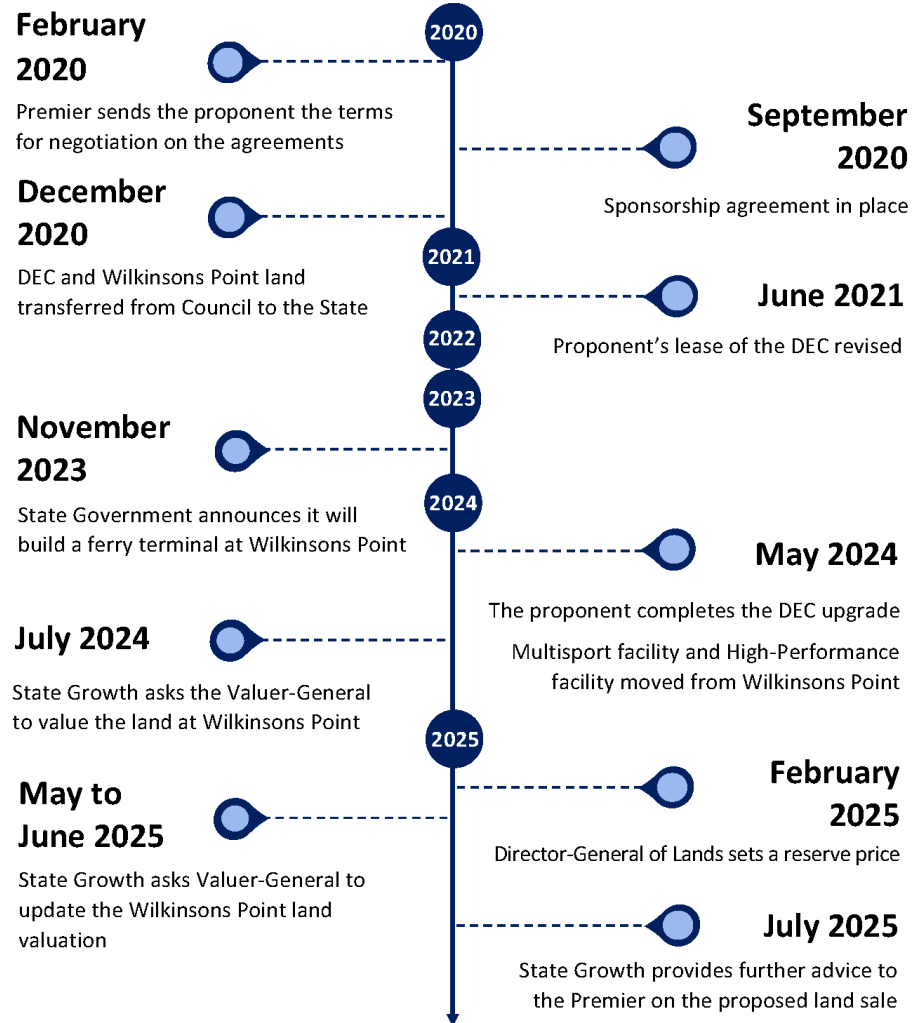 2020
February
2020
Premier sends the proponent the terms
for negotiation on the agreements
September
2020
Sponsorship agreement in place
December
2020
DEC and Wilkinsons Point land
transferred from Council to the State
2021
June 2021
Proponent's lease of the DEC revised
2022
2023
November
2023
State Government announces it will
build a ferry terminal at Wilkinsons Point
2024
May 2024
The proponent completes the DEC upgrade
Multisport facility and High-Performance
facility moved from Wilkinsons Point
July 2024
State Growth asks the Valuer-General
to value the land at Wilkinsons Point
2025
February
2025
Director-General of Lands sets a reserve price
May to
June 2025
State Growth asks Valuer-General to
update the Wilkinsons Point land
valuation
July 2025
State Growth provides further advice to
the Premier on the proposed land sale